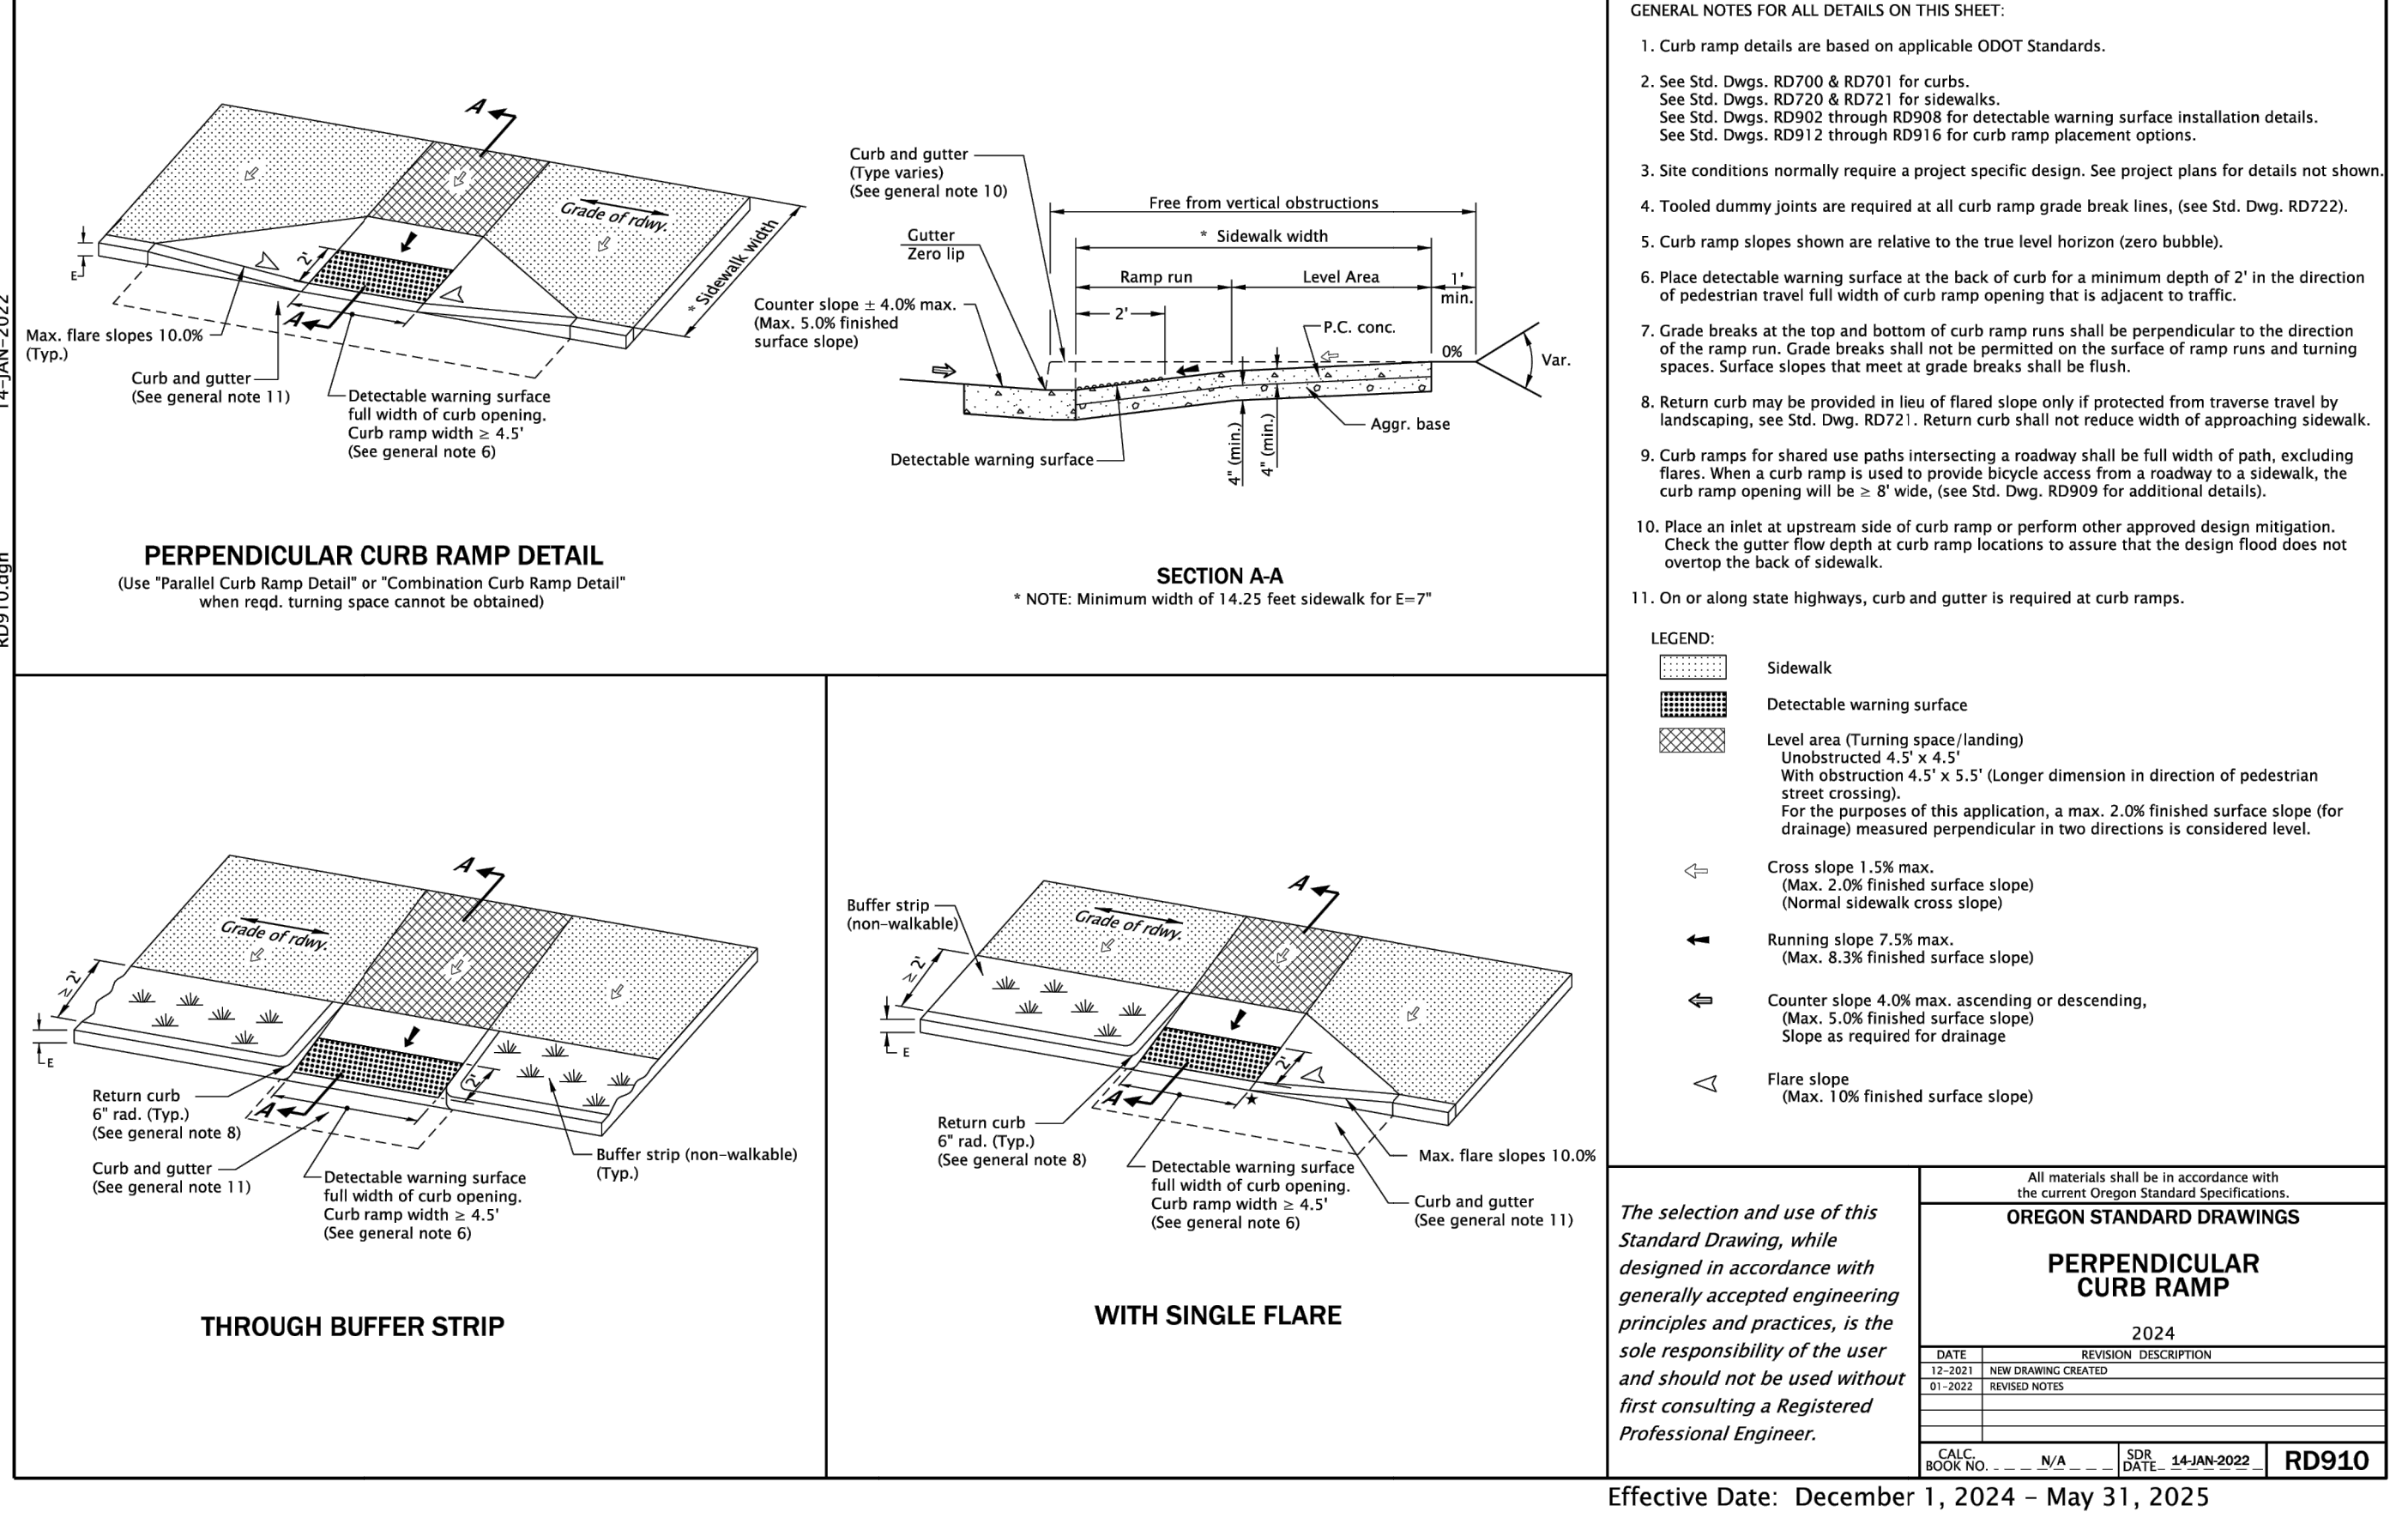 14-JAN-2022
RD910.dgn
A
Grade of rdwy.
* Sidewalk width
E
2'
A
Max. flare slopes 10.0%
(Typ.)
Curb and gutter
(See general note 11)
Detectable warning surface
full width of curb opening.
Curb ramp width ≥ 4.5'
(See general note 6)
PERPENDICULAR CURB RAMP DETAIL
(Use "Parallel Curb Ramp Detail" or "Combination Curb Ramp Detail"
when reqd. turning space cannot be obtained)
Curb and gutter
(Type varies)
(See general note 10)
Gutter
Zero lip
Counter slope ± 4.0% max.
(Max. 5.0% finished
surface slope)
Free from vertical obstructions
* Sidewalk width
Ramp run
Level Area
1'
min.
2'
P.C. conc.
0%
Var.
Aggr. base
Detectable warning surface
4" (min.)
4" (min.)
SECTION A-A
* NOTE: Minimum width of 14.25 feet sidewalk for E=7"
A
Grade of rdwy.
≥ 2'
E
2'
A
Return curb
6" rad. (Typ.)
(See general note 8)
Curb and gutter
(See general note 11)
Detectable warning surface
full width of curb opening.
Curb ramp width ≥ 4.5'
(See general note 6)
Buffer strip (non-walkable)
(Typ.)
THROUGH BUFFER STRIP
Buffer strip
(non-walkable)
A
Grade of rdwy.
≥ 2'
E
2'
A
★
Return curb
6" rad. (Typ.)
(See general note 8)
Detectable warning surface
full width of curb opening.
Curb ramp width ≥ 4.5'
(See general note 6)
Max. flare slopes 10.0%
Curb and gutter
(See general note 11)
WITH SINGLE FLARE
GENERAL NOTES FOR ALL DETAILS ON THIS SHEET:
1. Curb ramp details are based on applicable ODOT Standards.
2. See Std. Dwgs. RD700 & RD701 for curbs.
See Std. Dwgs. RD720 & RD721 for sidewalks.
See Std. Dwgs. RD902 through RD908 for detectable warning surface installation details.
See Std. Dwgs. RD912 through RD916 for curb ramp placement options.
3. Site conditions normally require a project specific design. See project plans for details not shown.
4. Tooled dummy joints are required at all curb ramp grade break lines, (see Std. Dwg. RD722).
5. Curb ramp slopes shown are relative to the true level horizon (zero bubble).
6. Place detectable warning surface at the back of curb for a minimum depth of 2' in the direction
of pedestrian travel full width of curb ramp opening that is adjacent to traffic.
7. Grade breaks at the top and bottom of curb ramp runs shall be perpendicular to the direction
of the ramp run. Grade breaks shall not be permitted on the surface of ramp runs and turning
spaces. Surface slopes that meet at grade breaks shall be flush.
8. Return curb may be provided in lieu of flared slope only if protected from traverse travel by
landscaping, see Std. Dwg. RD721. Return curb shall not reduce width of approaching sidewalk.
9. Curb ramps for shared use paths intersecting a roadway shall be full width of path, excluding
flares. When a curb ramp is used to provide bicycle access from a roadway to a sidewalk, the
curb ramp opening will be ≥ 8' wide, (see Std. Dwg. RD909 for additional details).
10. Place an inlet at upstream side of curb ramp or perform other approved design mitigation.
Check the gutter flow depth at curb ramp locations to assure that the design flood does not
overtop the back of sidewalk.
11. On or along state highways, curb and gutter is required at curb ramps.
LEGEND:
Sidewalk
Detectable warning surface
Level area (Turning space/landing)
Unobstructed 4.5' x 4.5'
With obstruction 4.5' x 5.5' (Longer dimension in direction of pedestrian
street crossing).
For the purposes of this application, a max. 2.0% finished surface slope (for
drainage) measured perpendicular in two directions is considered level.
Cross slope 1.5% max.
(Max. 2.0% finished surface slope)
(Normal sidewalk cross slope)
Running slope 7.5% max.
(Max. 8.3% finished surface slope)
Counter slope 4.0% max. ascending or descending,
(Max. 5.0% finished surface slope)
Slope as required for drainage
Flare slope
(Max. 10% finished surface slope)
The selection and use of this
Standard Drawing, while
designed in accordance with
generally accepted engineering
principles and practices, is the
sole responsibility of the user
and should not be used without
first consulting a Registered
Professional Engineer.
All materials shall be in accordance with
the current Oregon Standard Specifications.
OREGON STANDARD DRAWINGS
PERPENDICULAR
CURB RAMP
2024
DATE REVISION DESCRIPTION
12-2021 NEW DRAWING CREATED
01-2022 REVISED NOTES
CALC.
BOOK NO. N/A
SDR
DATE 14-JAN-2022
RD910
Effective Date: December 1, 2024 – May 31, 2025